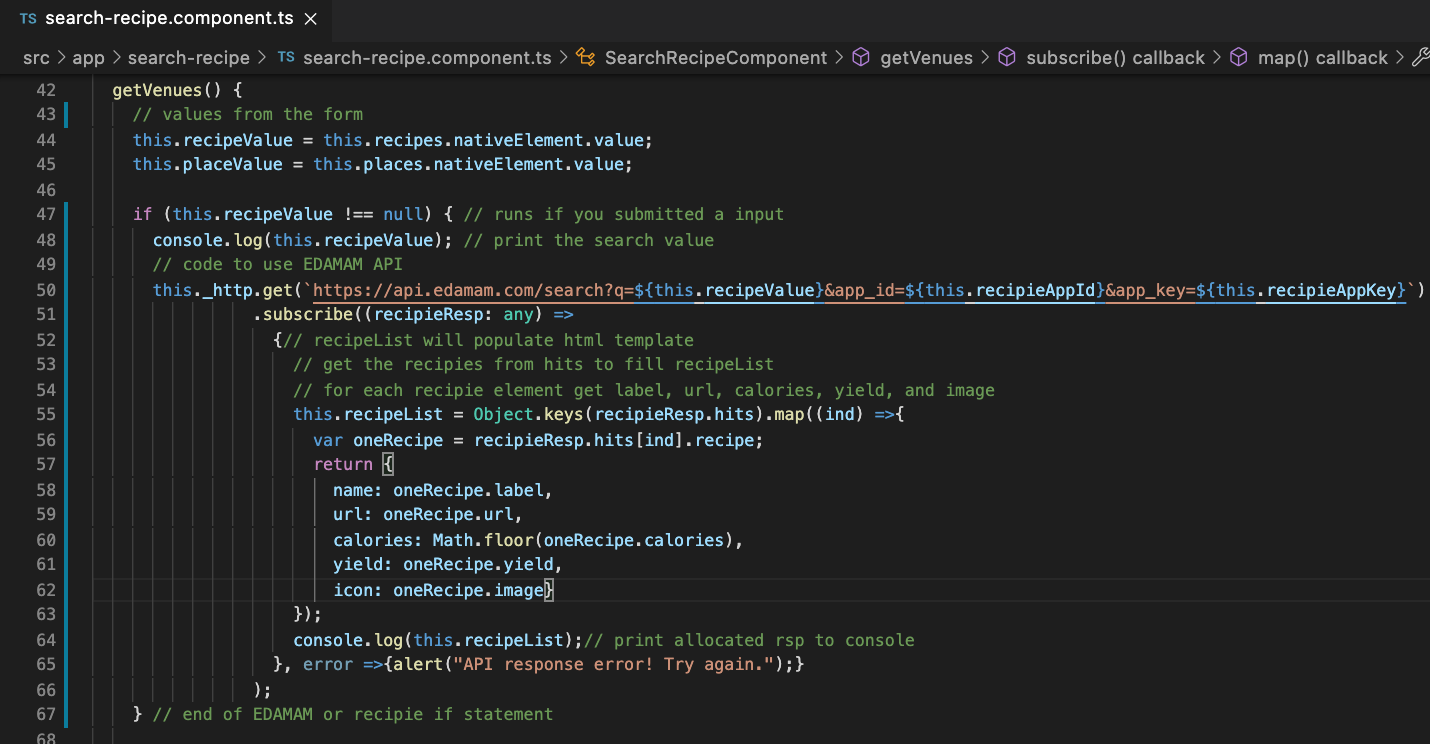 TS search-recipe.component.ts ×
src > app > search-recipe > TS search-recipe.component.ts > SearchRecipeComponent > getVenues > subscribe() callback > map() callback >
42 getVenues() {
43 // values from the form
44 this.recipeValue = this.recipes.nativeElement.value;
45 this.placeValue = this.places.nativeElement.value;
46
47 if (this.recipeValue !== null) { // runs if you submitted a input
48 console.log(this.recipeValue); // print the search value
49 // code to use EDAMAM API
50 this._http.get(`https://api.edamam.com/search?q=${this.recipeValue}&app_id=${this.recipieAppId}&app_key=${this.recipieAppKey}`)
51 .subscribe((recipieResp: any) =>
52 {// recipeList will populate html template
53 // get the recipies from hits to fill recipeList
54 // for each recipie element get label, url, calories, yield, and image
55 this.recipeList = Object.keys(recipieResp.hits).map((ind) =>{
56 var oneRecipe = recipieResp.hits[ind].recipe;
57 return {
58 name: oneRecipe.label,
59 url: oneRecipe.url,
60 calories: Math.floor(oneRecipe.calories),
61 yield: oneRecipe.yield,
62 icon: oneRecipe.image}
63 });
64 console.log(this.recipeList);// print allocated rsp to console
65 }, error =>{alert("API response error! Try again.");}
66 );
67 } // end of EDAMAM or recipie if statement
68